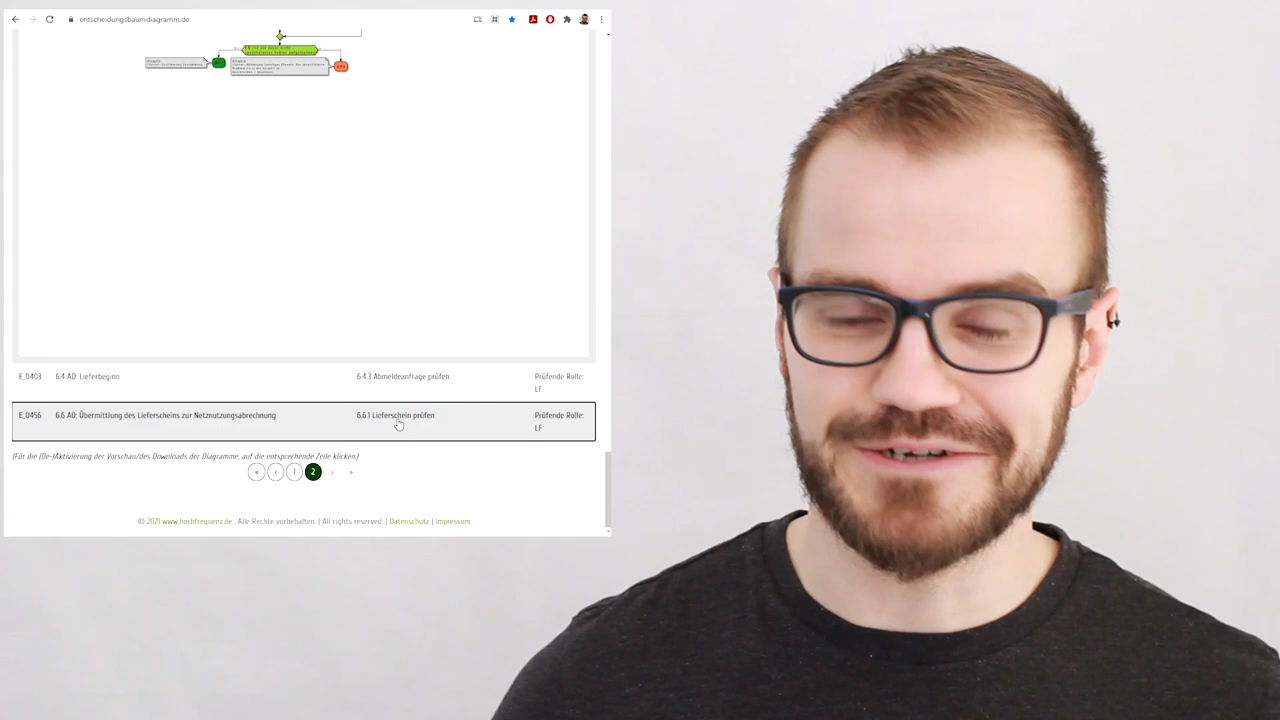 entscheidungsbaumdiagramm.de
E_0403 6.4 AD: Lieferbeginn 6.4.3 Abmeldeanfrage prüfen Prüfende Rolle:
LF
E_0456 6.6 AD: Übermittlung des Lieferscheins zur Netznutzungsabrechnung 6.6.1 Lieferschein prüfen Prüfende Rolle:
LF
(Für die (De-)Aktivierung der Vorschau/des Downloads der Diagramme, auf die entsprechende Zeile klicken.)
« ‹ 1 2 › »
© 2021 www.hochfrequenz.de . Alle Rechte vorbehalten. | All rights reserved. | Datenschutz | Impressum